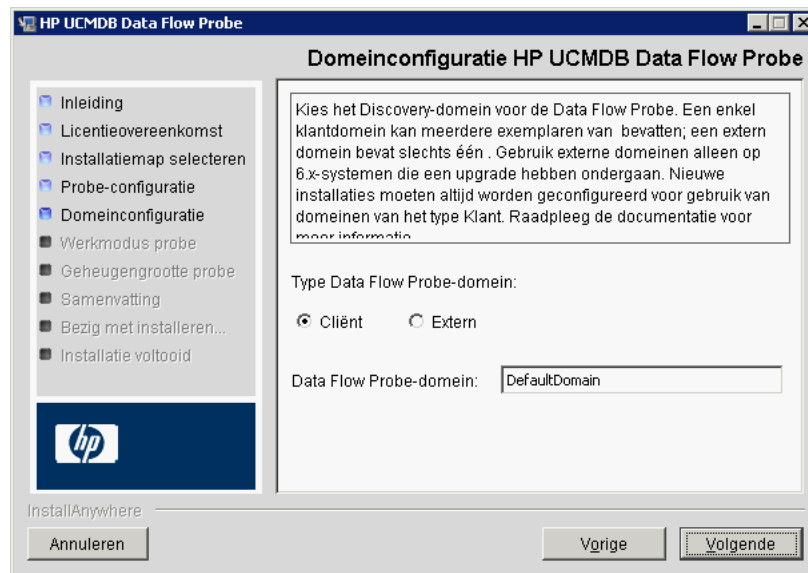 HP UCMDB Data Flow Probe
Domeinconfiguratie HP UCMDB Data Flow Probe
Inleiding
Licentieovereenkomst
Installatiemap selecteren
Probe-configuratie
Domeinconfiguratie
Werkmodus probe
Geheugengrootte probe
Samenvatting
Bezig met installeren...
Installatie voltooid
hp
Kies het Discovery-domein voor de Data Flow Probe. Een enkel
klantdomein kan meerdere exemplaren van bevatten; een extern
domein bevat slechts één . Gebruik externe domeinen alleen op
6.x-systemen die een upgrade hebben ondergaan. Nieuwe
installaties moeten altijd worden geconfigureerd voor gebruik van
domeinen van het type Klant. Raadpleeg de documentatie voor
meer informatie
Type Data Flow Probe-domein:
Cliënt Extern
Data Flow Probe-domein: DefaultDomain
InstallAnywhere
Annuleren Vorige Volgende